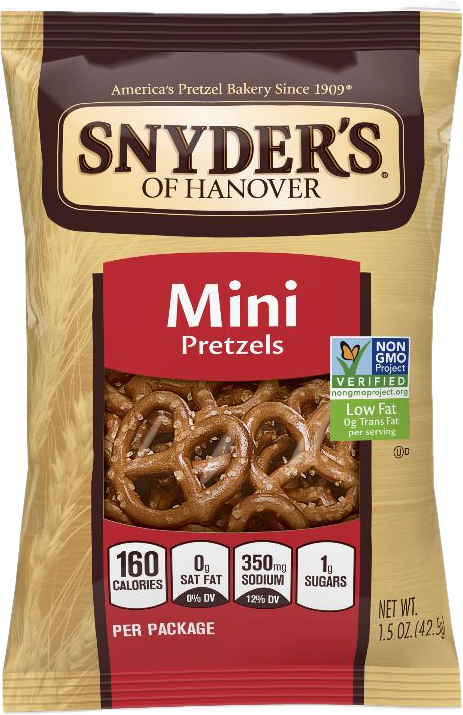 America's Pretzel Bakery Since 1909®
SNYDER'S®
OF HANOVER
Mini
Pretzels
NON
GMO
Project
VERIFIED
nongmoproject.org
Low Fat
0g Trans Fat
per serving
U D
160
CALORIES
0g
SAT FAT
0% DV
350mg
SODIUM
12% DV
1g
SUGARS
PER PACKAGE
NET WT.
1.5 OZ. (42.5g